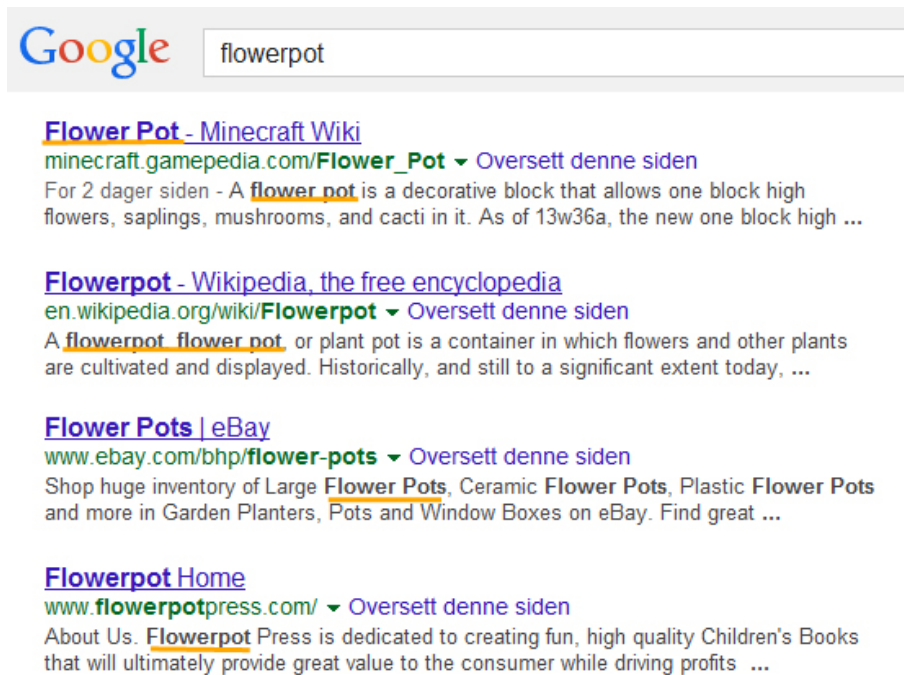 Google
flowerpot
Flower Pot - Minecraft Wiki
minecraft.gamepedia.com/Flower_Pot Oversett denne siden
For 2 dager siden - A flower pot is a decorative block that allows one block high
flowers, saplings, mushrooms, and cacti in it. As of 13w36a, the new one block high ...
Flowerpot - Wikipedia, the free encyclopedia
en.wikipedia.org/wiki/Flowerpot Oversett denne siden
A flowerpot, flower pot, or plant pot is a container in which flowers and other plants
are cultivated and displayed. Historically, and still to a significant extent today, ...
Flower Pots | eBay
www.ebay.com/bhp/flower-pots Oversett denne siden
Shop huge inventory of Large Flower Pots, Ceramic Flower Pots, Plastic Flower Pots
and more in Garden Planters, Pots and Window Boxes on eBay. Find great ...
Flowerpot Home
www.flowerpotpress.com/ Oversett denne siden
About Us. Flowerpot Press is dedicated to creating fun, high quality Children's Books
that will ultimately provide great value to the consumer while driving profits ...